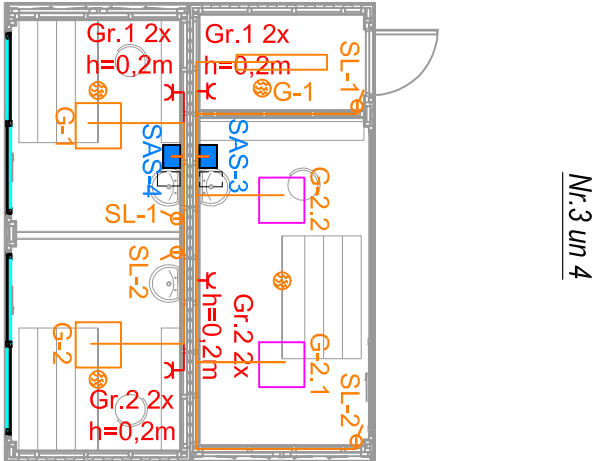 Gr.1 2x
h=0,2m
Gr.1 2x
h=0,2m
SL-1
G-1
G-1
SAS-4
SAS-3
SL-1
G-2.2
SL-2
Gr.2 2x
h=0,2m
G-2
G-2.1
Gr.2 2x
h=0,2m
SL-2
Nr.3 un 4